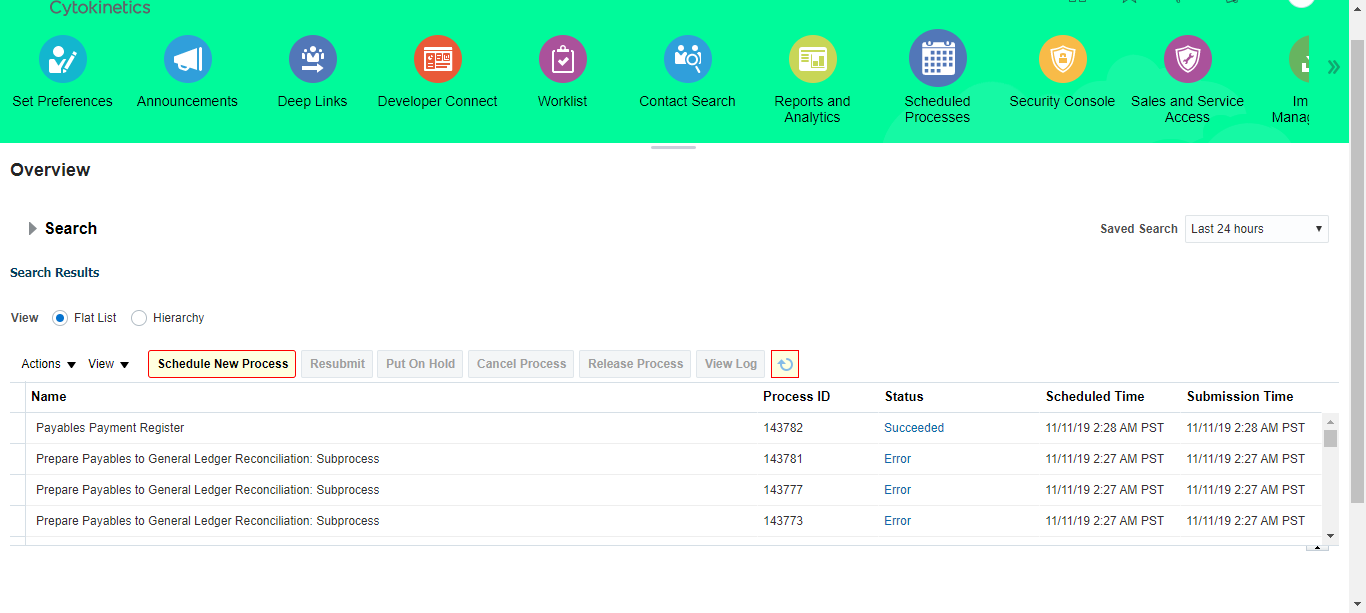 Cytokinetics
Set Preferences
Announcements
Deep Links
Developer Connect
Worklist
Contact Search
Reports and
Analytics
Scheduled
Processes
Security Console
Sales and Service
Access
Im
Manag
Overview
Search
Saved Search Last 24 hours
Search Results
View Flat List Hierarchy
Actions View Schedule New Process Resubmit Put On Hold Cancel Process Release Process View Log
Name Process ID Status Scheduled Time Submission Time
Payables Payment Register 143782 Succeeded 11/11/19 2:28 AM PST 11/11/19 2:28 AM PST
Prepare Payables to General Ledger Reconciliation: Subprocess 143781 Error 11/11/19 2:27 AM PST 11/11/19 2:27 AM PST
Prepare Payables to General Ledger Reconciliation: Subprocess 143777 Error 11/11/19 2:27 AM PST 11/11/19 2:27 AM PST
Prepare Payables to General Ledger Reconciliation: Subprocess 143773 Error 11/11/19 2:27 AM PST 11/11/19 2:27 AM PST